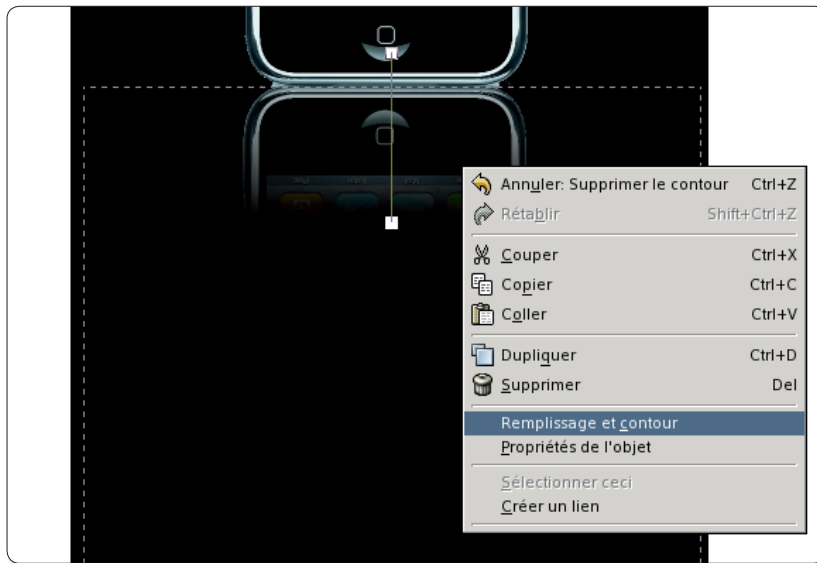 Annuler: Supprimer le contour Ctrl+Z
Rétablir Shift+Ctrl+Z
Couper Ctrl+X
Copier Ctrl+C
Coller Ctrl+V
Dupliquer Ctrl+D
Supprimer Del
Remplissage et contour
Propriétés de l'objet
Sélectionner ceci
Créer un lien